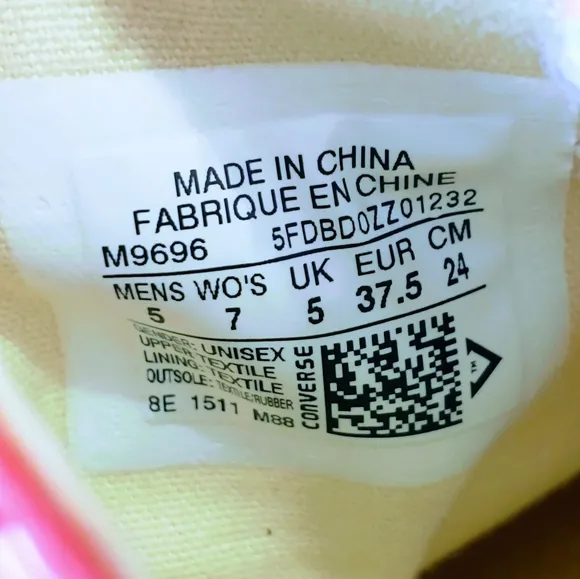 MADE IN CHINA
FABRIQUE EN CHINE
M9696 5FDBD0ZZ01232
MENS WO'S UK EUR CM
5 7 5 37.5 24
GENDER: UNISEX
UPPER: TEXTILE
LINING: TEXTILE
OUTSOLE: TEXTILE/RUBBER
8E 1511 M88
CONVERSE
TM